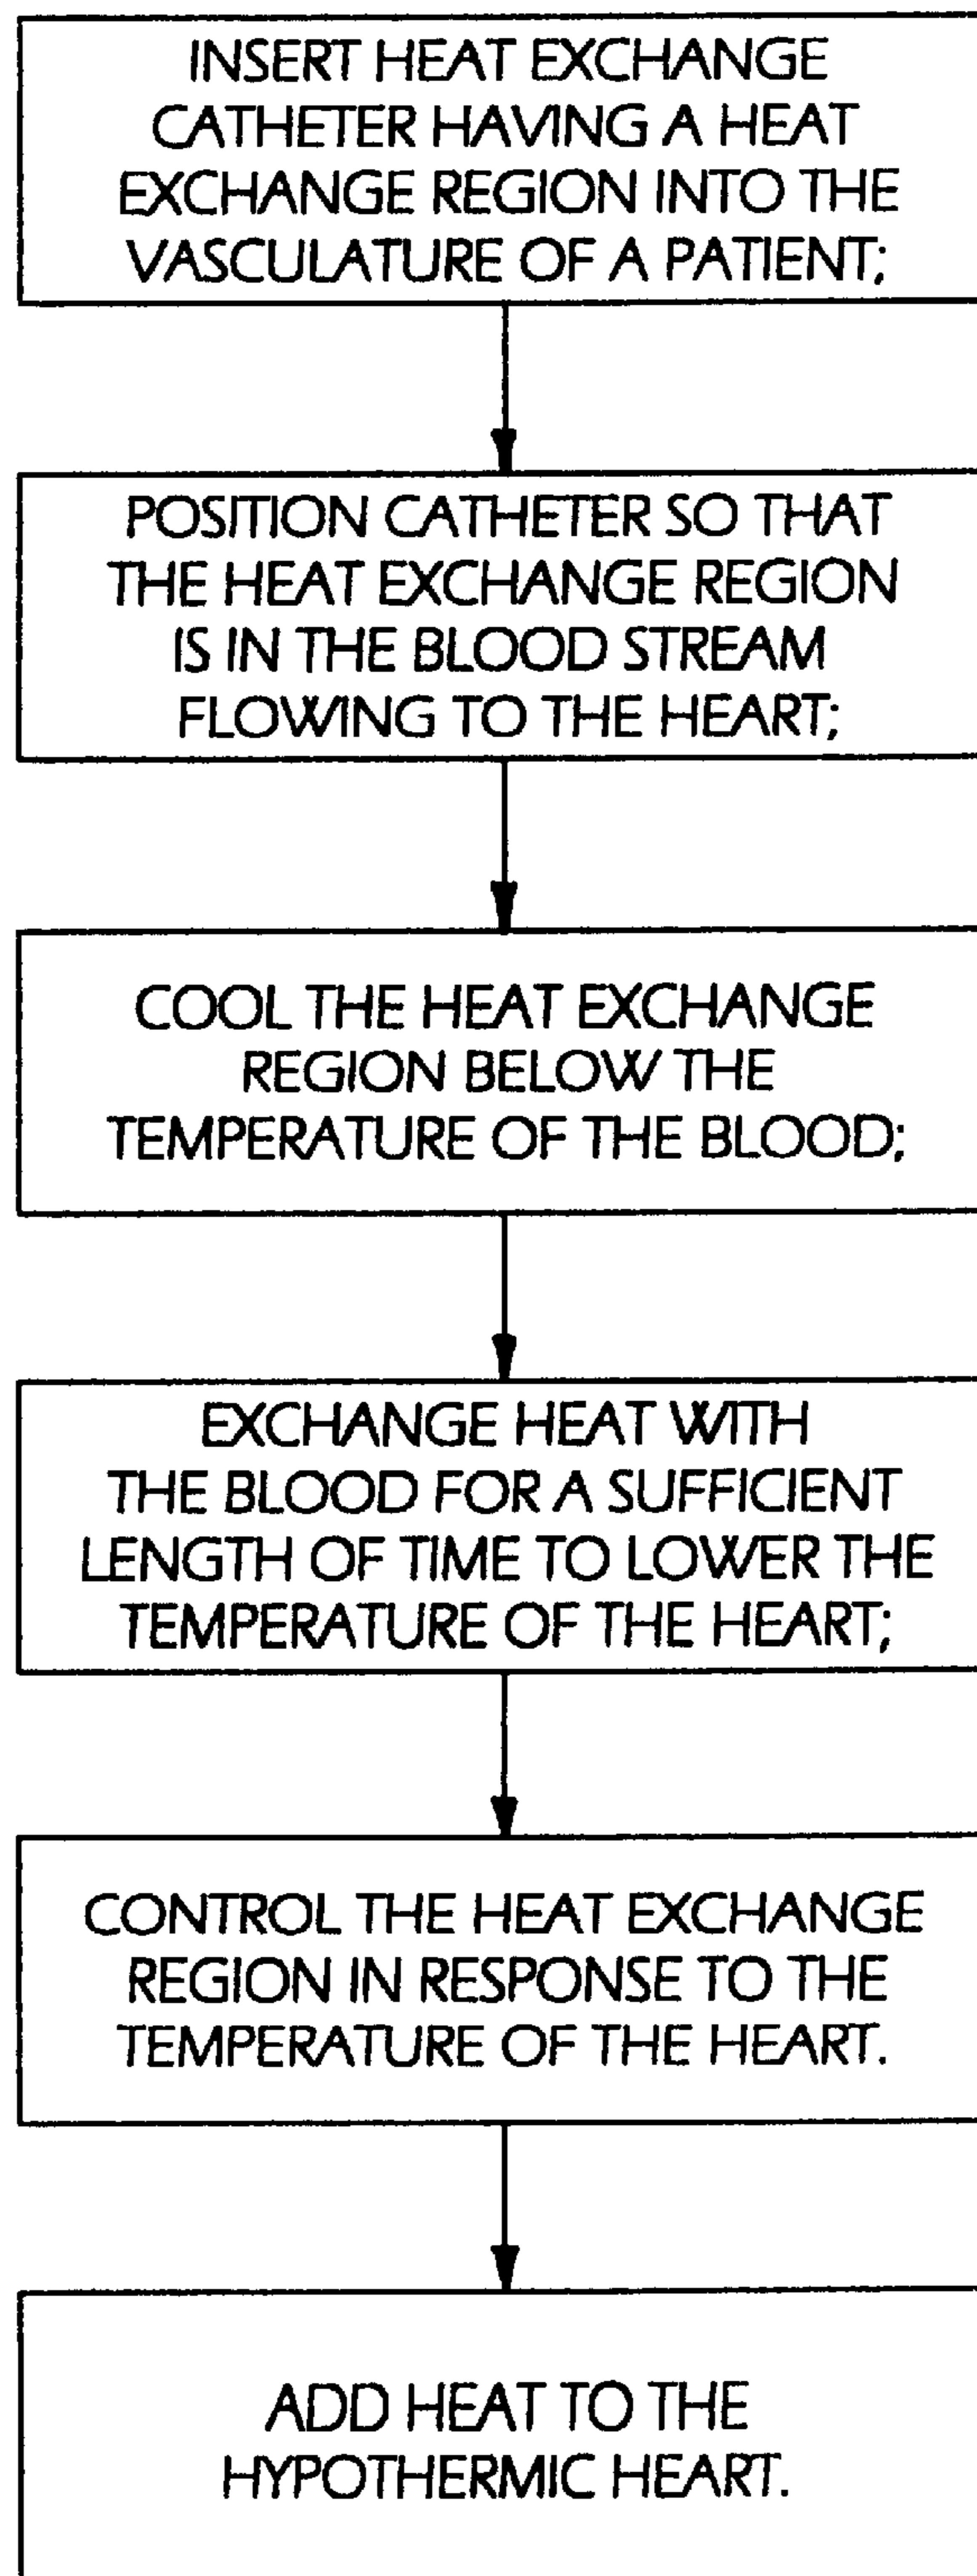 INSERT HEAT EXCHANGE
CATHETER HAVING A HEAT
EXCHANGE REGION INTO THE
VASCULATURE OF A PATIENT;
POSITION CATHETER SO THAT
THE HEAT EXCHANGE REGION
IS IN THE BLOOD STREAM
FLOWING TO THE HEART;
COOL THE HEAT EXCHANGE
REGION BELOW THE
TEMPERATURE OF THE BLOOD;
EXCHANGE HEAT WITH
THE BLOOD FOR A SUFFICIENT
LENGTH OF TIME TO LOWER THE
TEMPERATURE OF THE HEART;
CONTROL THE HEAT EXCHANGE
REGION IN RESPONSE TO THE
TEMPERATURE OF THE HEART.
ADD HEAT TO THE
HYPOTHERMIC HEART.